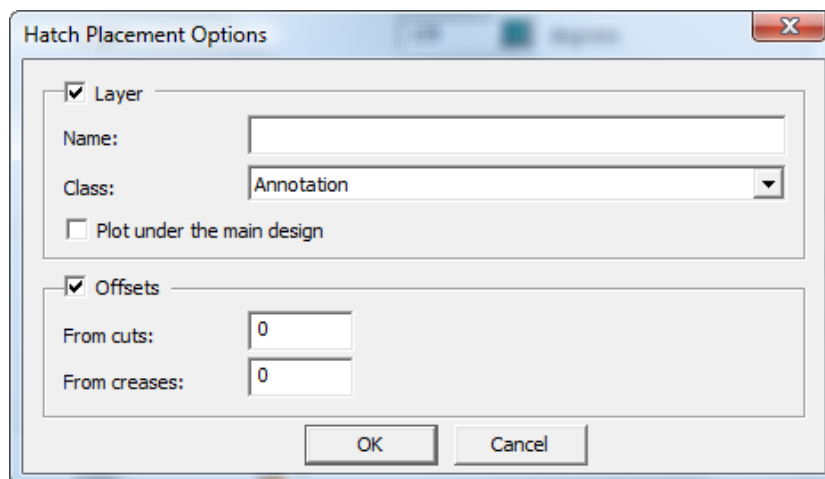 Hatch Placement Options
Layer
Name:
Class: Annotation
Plot under the main design
Offsets
From cuts: 0
From creases: 0
OK Cancel